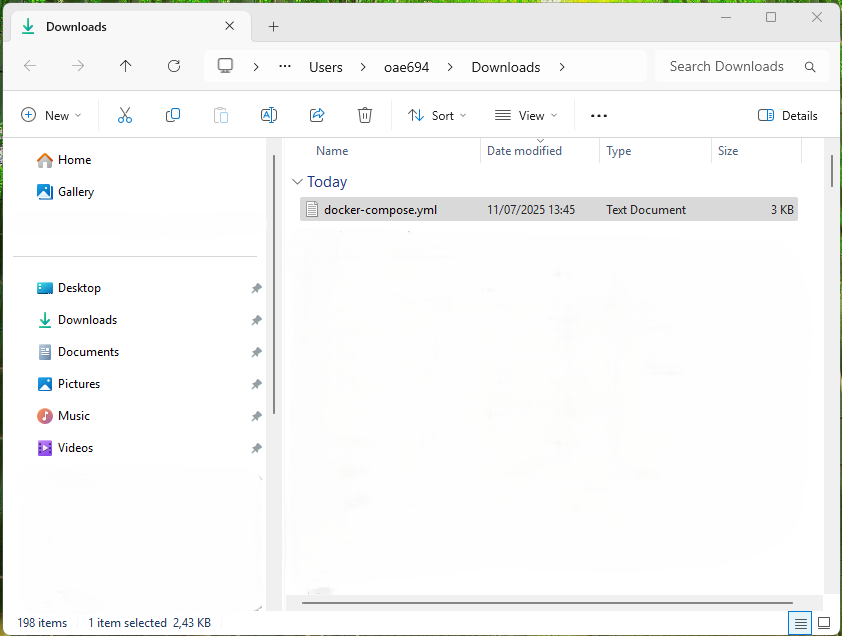 Downloads
Users
oae694
Downloads
Search Downloads
New
Sort
View
Details
Home
Gallery
Desktop
Downloads
Documents
Pictures
Music
Videos
Name Date modified Type Size
Today
docker-compose.yml 11/07/2025 13:45 Text Document 3 KB
198 items 1 item selected 2,43 KB